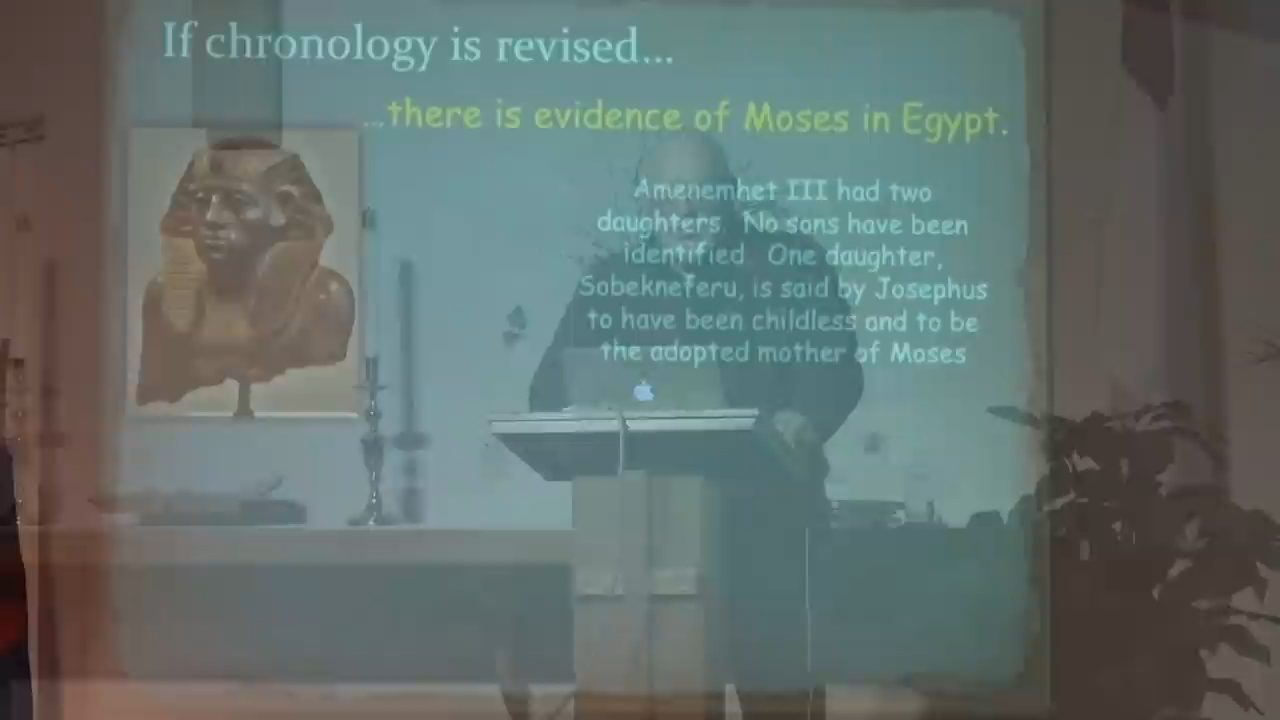 If chronology is revised...
...there is evidence of Moses in Egypt.
Amenemhet III had two
daughters. No sons have been
identified. One daughter,
Sobekneferu, is said by Josephus
to have been childless and to be
the adopted mother of Moses